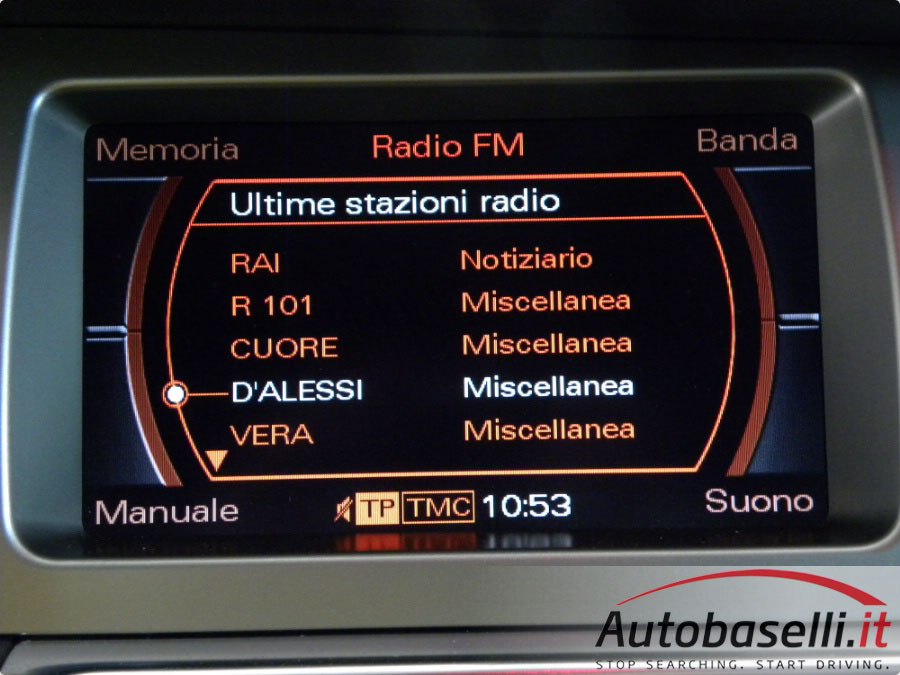 Memoria Radio FM Banda
Ultime stazioni radio
RAI Notiziario
R 101 Miscellanea
CUORE Miscellanea
D'ALESSI Miscellanea
VERA Miscellanea
Manuale TP TMC 10:53 Suono
Autobaselli.it
STOP SEARCHING. START DRIVING.